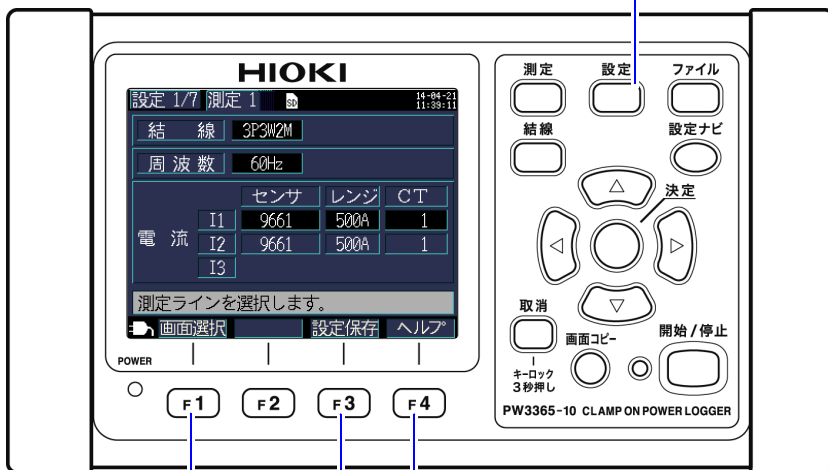 HIOKI
設定 1/7 測定 1 SD 14-04-21
11:39:11
結 線 3P3W2M
周 波 数 60Hz
センサ レンジ CT
電 流
I1 9661 500A 1
I2 9661 500A 1
I3
測定ラインを選択します。
画面選択 設定保存 ヘルプ
POWER
F1 F2 F3 F4
測定 設定 ファイル
結線 設定ナビ
決定
取消
画面コピー 開始/停止
キーロック
3秒押し
PW3365-10 CLAMP ON POWER LOGGER